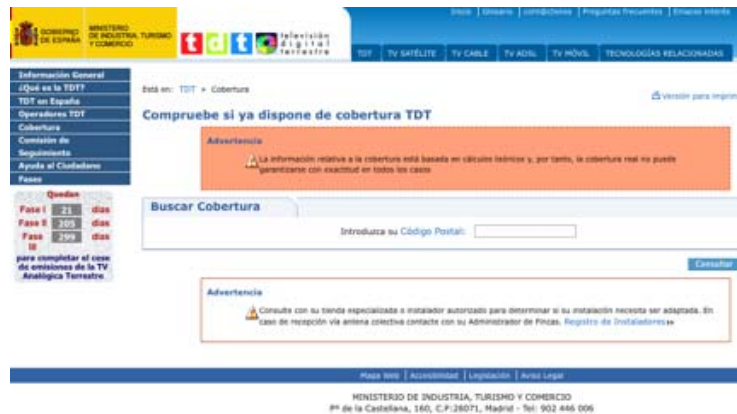 Inicio | Glosario | Contáctenos | Preguntas frecuentes | Enlaces interés
GOBIERNO DE ESPAÑA
MINISTERIO DE INDUSTRIA, TURISMO Y COMERCIO
tdt televisión digital terrestre
TDT TV SATÉLITE TV CABLE TV ADSL TV MÓVIL TECNOLOGÍAS RELACIONADAS
Información General
¿Qué es la TDT?
TDT en España
Operadores TDT
Cobertura
Comisión de
Seguimiento
Ayuda al Ciudadano
Fases
Quedan
Fase I 21 días
Fase II 205 días
Fase III 299 días
para completar el cese
de emisiones de la TV
Analógica Terrestre
Está en: TDT » Cobertura
Versión para imprim
Compruebe si ya dispone de cobertura TDT
Advertencia
La información relativa a la cobertura está basada en cálculos teóricos y, por tanto, la cobertura real no puede
garantizarse con exactitud en todos los casos
Buscar Cobertura
Introduzca su Código Postal:
Consultar
Advertencia
Consulte con su tienda especializada o instalador autorizado para determinar si su instalación necesita ser adaptada. En
caso de recepción vía antena colectiva contacte con su Administrador de Fincas. Registro de Instaladores
Mapa Web | Accesibilidad | Legislación | Aviso Legal
MINISTERIO DE INDUSTRIA, TURISMO Y COMERCIO
Pº de la Castellana, 160, C.P:28071, Madrid - Tel: 902 446 006